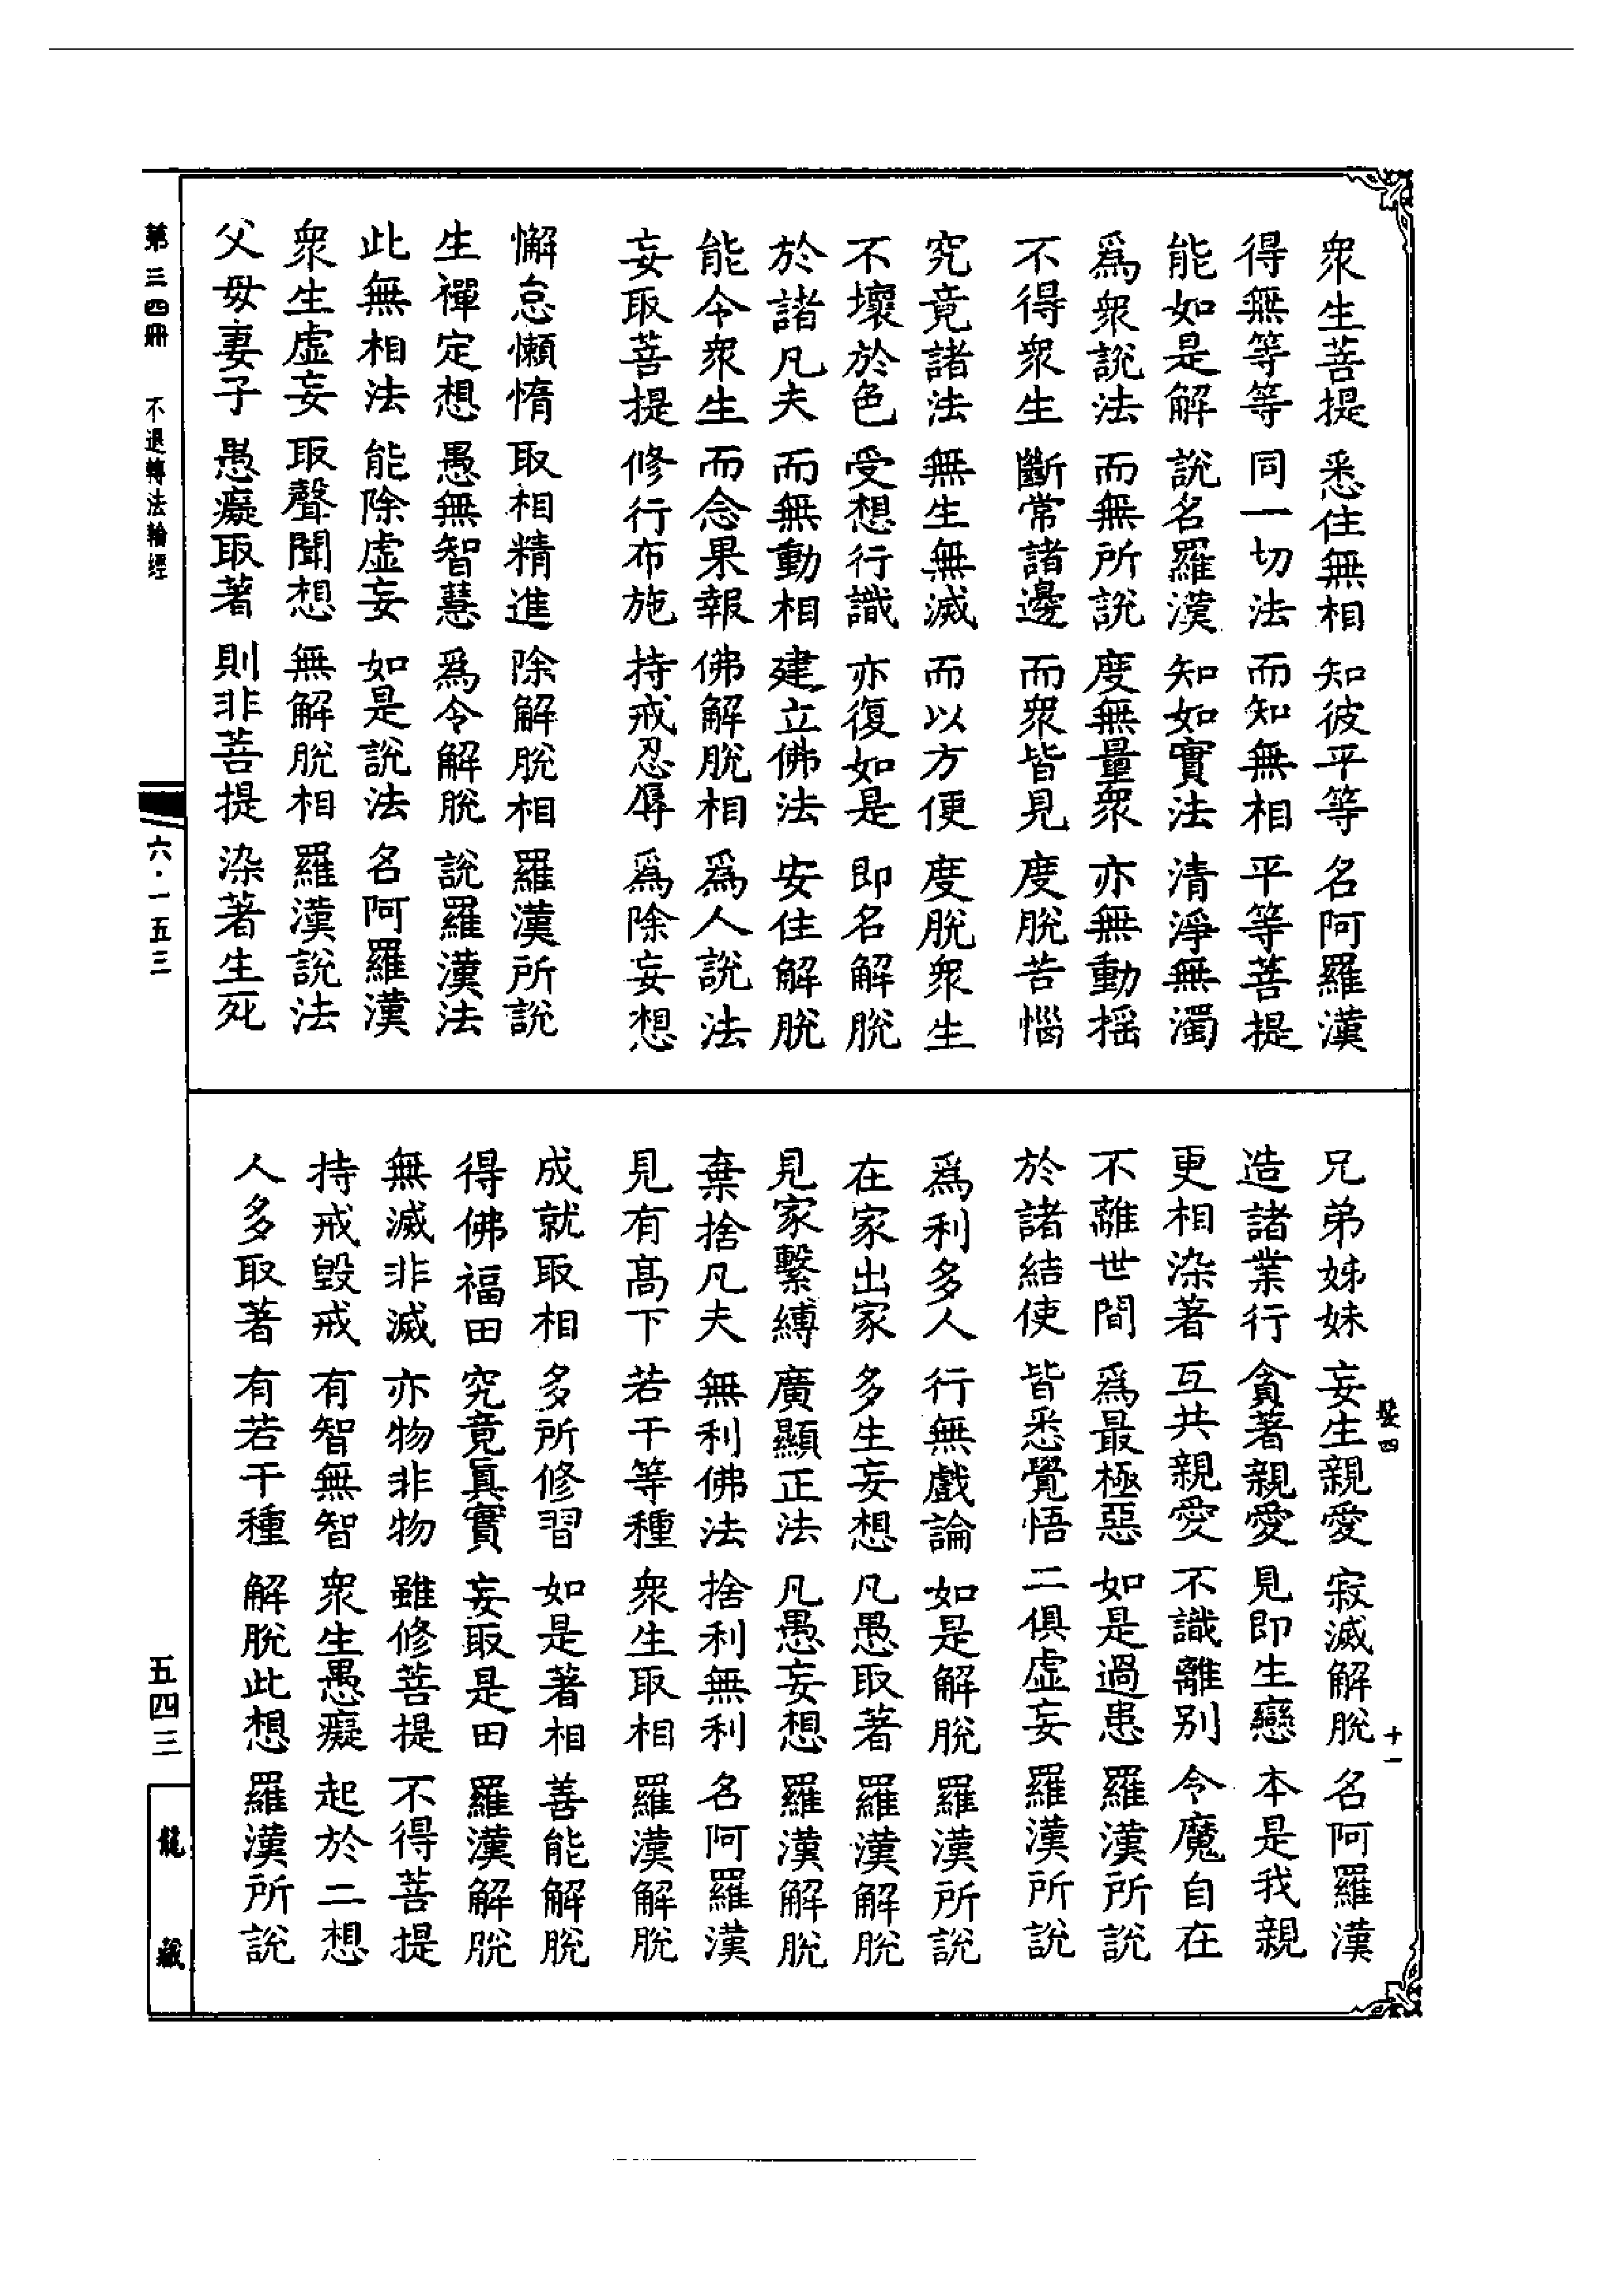 衆生菩提 悉住無相 知彼平等 名阿羅漢
得無等等 同一切法 而知無相 平等菩提
能如是解 說名羅漢 知如實法 清淨無濁
爲衆說法 而無所說 度無量衆 亦無動搖
不得衆生 斷常諸邊 而衆皆見 度脫苦惱
究竟諸法 無生無滅 而以方便 度脫衆生
不壞於色 受想行識 亦復如是 即名解脫
於諸凡夫 而無動相 建立佛法 安住解脫
能令衆生 而念果報 佛解脫相 爲人說法
妄取菩提 修行布施 持戒忍辱 爲除妄想
懈怠懶惰 取相精進 除解脫相 羅漢所說
生禪定想 愚無智慧 爲令解脫 說羅漢法
此無相法 能除虛妄 如是說法 名阿羅漢
衆生虛妄 取聲聞想 無解脫相 羅漢說法
父母妻子 愚癡取著 則非菩提 染著生死
第三四冊 不退轉法輪經 六·一五三
兄弟姊妹 妄生親愛 寂滅解脫 名阿羅漢
造諸業行 貪著親愛 見即生戀 本是我親
更相染著 互共親愛 不識離別 令魔自在
不離世間 爲最極惡 如是過患 羅漢所說
於諸結使 皆悉覺悟 二俱虛妄 羅漢所說
爲利多人 行無戲論 如是解脫 羅漢所說
在家出家 多生妄想 凡愚取著 羅漢解脫
見家繫縛 廣顯正法 凡愚妄想 羅漢解脫
棄捨凡夫 無利佛法 捨利無利 名阿羅漢
見有高下 若干等種 衆生取相 羅漢解脫
成就取相 多所修習 如是著相 善能解脫
得佛福田 究竟眞實 妄取是田 羅漢解脫
無滅非滅 亦物非物 雖修菩提 不得菩提
持戒毀戒 有智無智 衆生愚癡 起於二想
人多取著 有若干種 解脫此想 羅漢所說
髮四 十一
五四三
龍藏